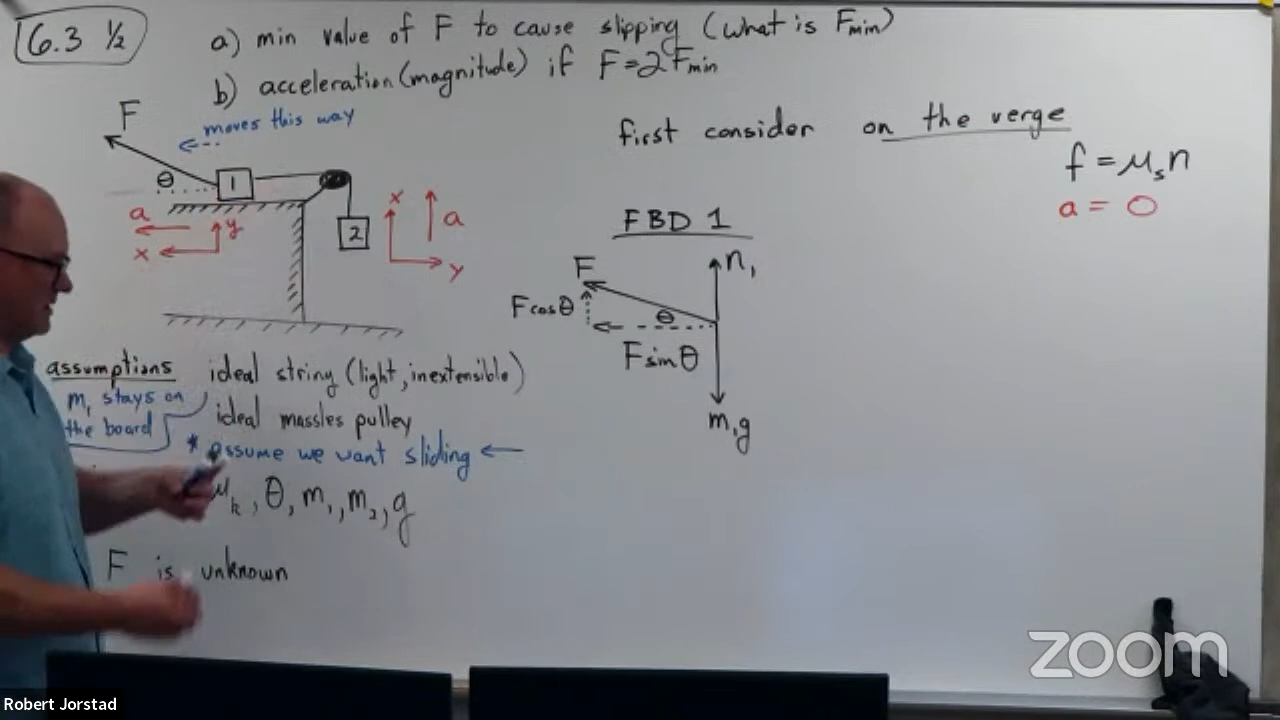 6.3 ½
a) min value of F to cause slipping (what is Fmin)
b) acceleration (magnitude) if F=2Fmin
F
moves this way
θ
1
2
a
x
y
x
a
y
first consider on the verge
f = μₛn
a = 0
FBD 1
F
n₁
Fcosθ
θ
Fsinθ
m₁g
assumptions
ideal string (light, inextensible)
m₁ stays on
the board
ideal massles pulley
* assume we want sliding ←
μₖ, θ, m₁, m₂, g
F is unknown
zoom
Robert Jorstad